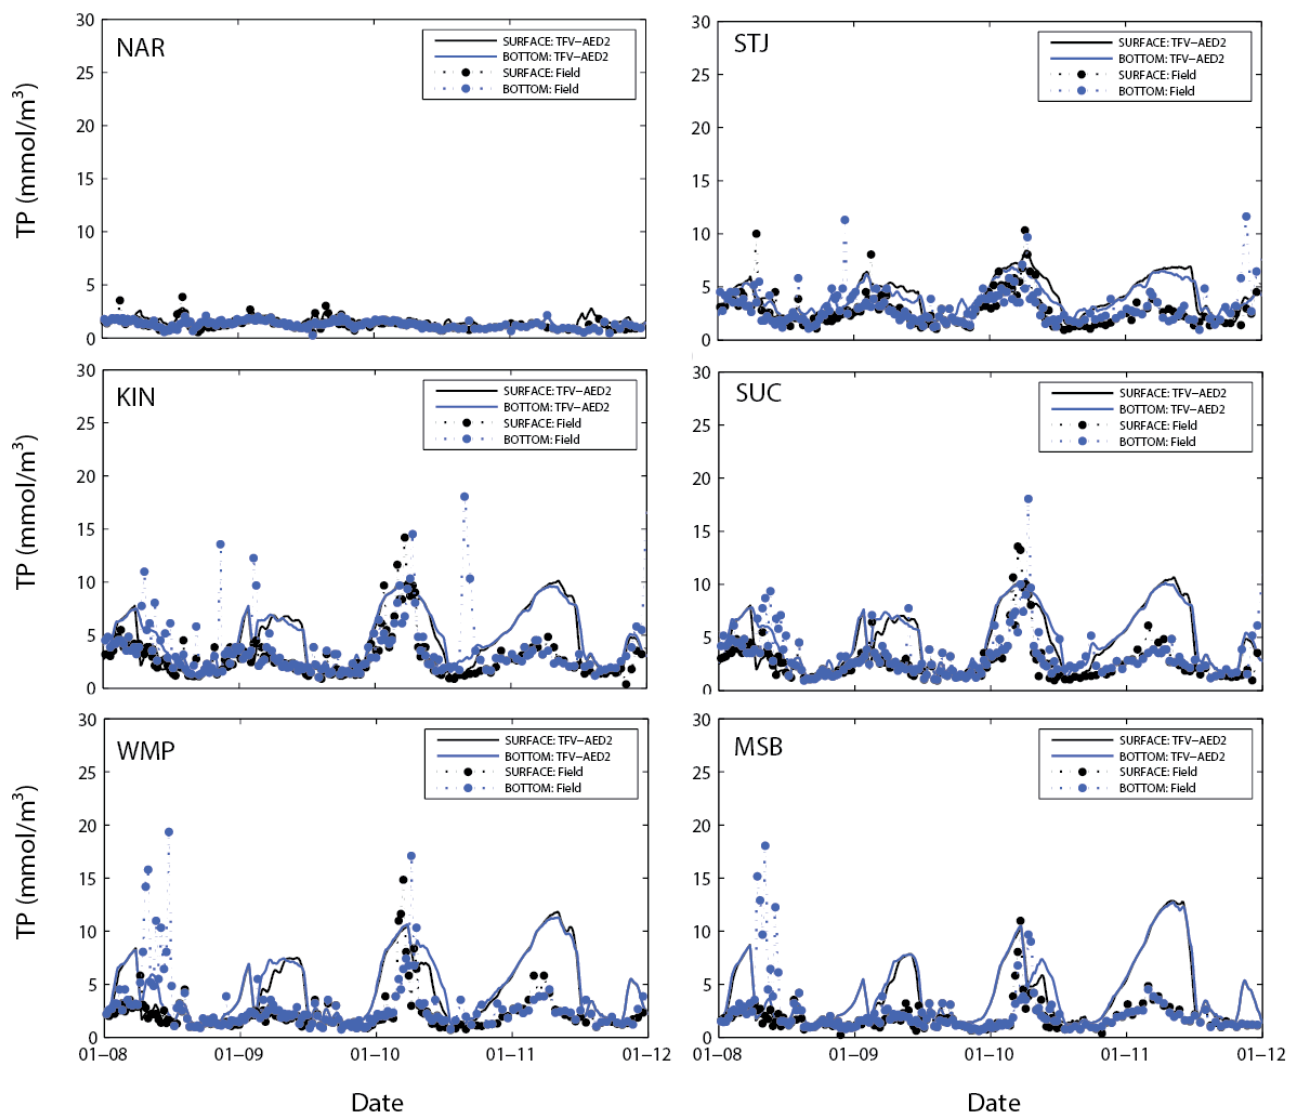 NAR
SURFACE: TFV-AED2
BOTTOM: TFV-AED2
SURFACE: Field
BOTTOM: Field
30
25
20
15
10
5
0
TP (mmol/m³)
STJ
SURFACE: TFV-AED2
BOTTOM: TFV-AED2
SURFACE: Field
BOTTOM: Field
30
25
20
15
10
5
0
KIN
SURFACE: TFV-AED2
BOTTOM: TFV-AED2
SURFACE: Field
BOTTOM: Field
30
25
20
15
10
5
0
TP (mmol/m³)
SUC
SURFACE: TFV-AED2
BOTTOM: TFV-AED2
SURFACE: Field
BOTTOM: Field
30
25
20
15
10
5
0
WMP
SURFACE: TFV-AED2
BOTTOM: TFV-AED2
SURFACE: Field
BOTTOM: Field
30
25
20
15
10
5
0
TP (mmol/m³)
01-08 01-09 01-10 01-11 01-12
Date
MSB
SURFACE: TFV-AED2
BOTTOM: TFV-AED2
SURFACE: Field
BOTTOM: Field
30
25
20
15
10
5
0
01-08 01-09 01-10 01-11 01-12
Date